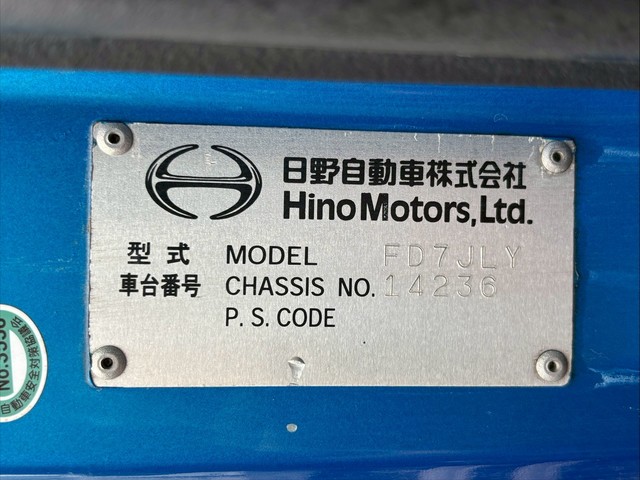 日野自動車株式会社
Hino Motors, Ltd.
型式 MODEL FD7JLY
車台番号 CHASSIS NO. 14236
P.S. CODE